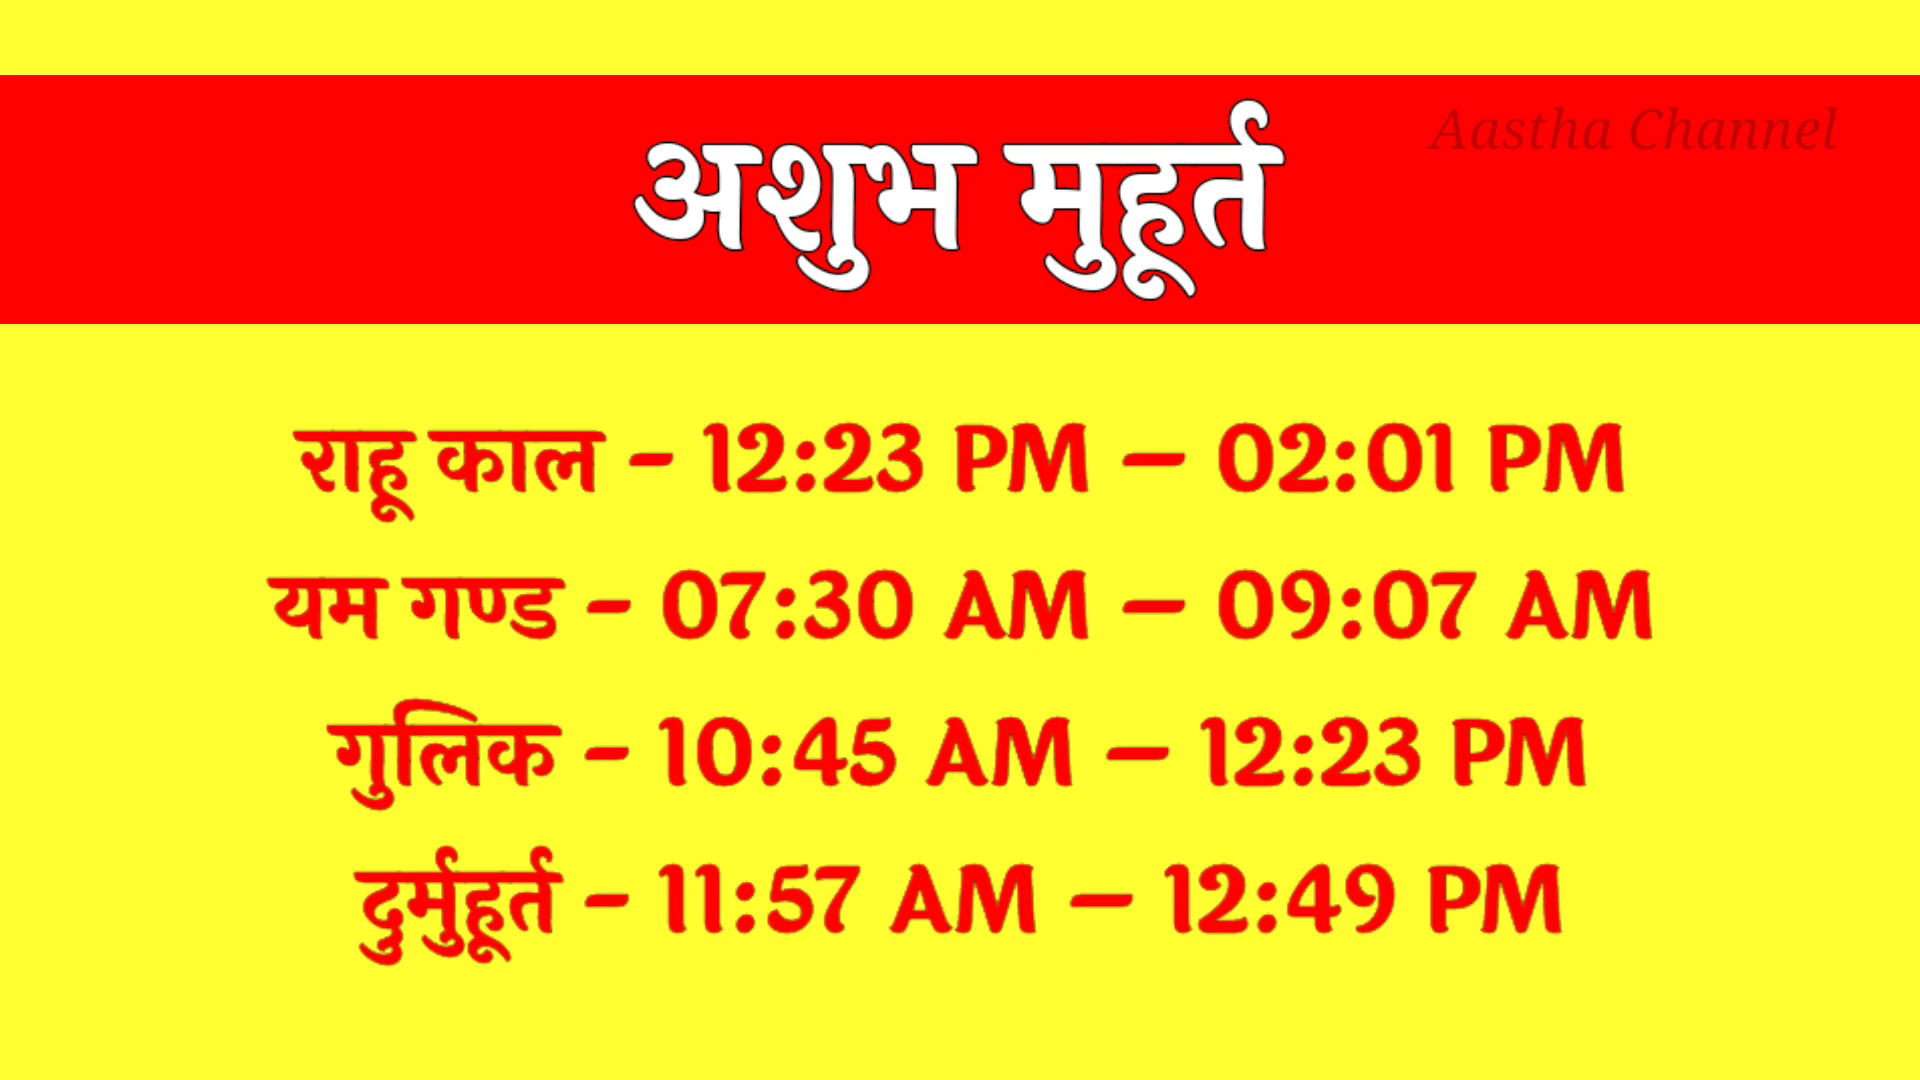 Aastha Channel
अशुभ मुहूर्त
राहू काल - 12:23 PM – 02:01 PM
यम गण्ड - 07:30 AM – 09:07 AM
गुलिक - 10:45 AM – 12:23 PM
दुर्मुहूर्त - 11:57 AM – 12:49 PM